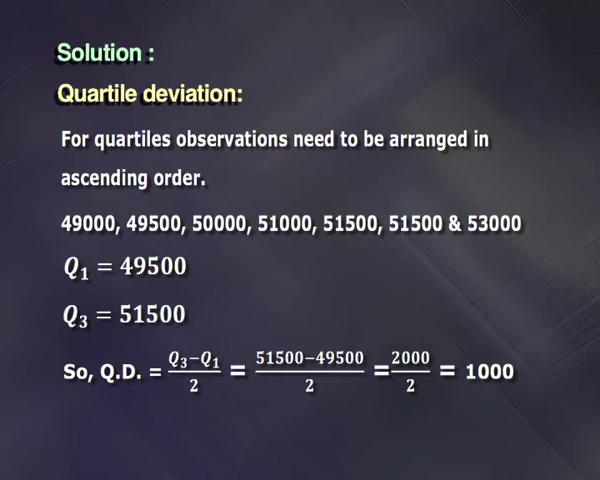 Solution :
Quartile deviation:
For quartiles observations need to be arranged in
ascending order.
49000, 49500, 50000, 51000, 51500, 51500 & 53000
Q₁ = 49500
Q₃ = 51500
So, Q.D. = (Q₃−Q₁)/2 = (51500−49500)/2 = 2000/2 = 1000